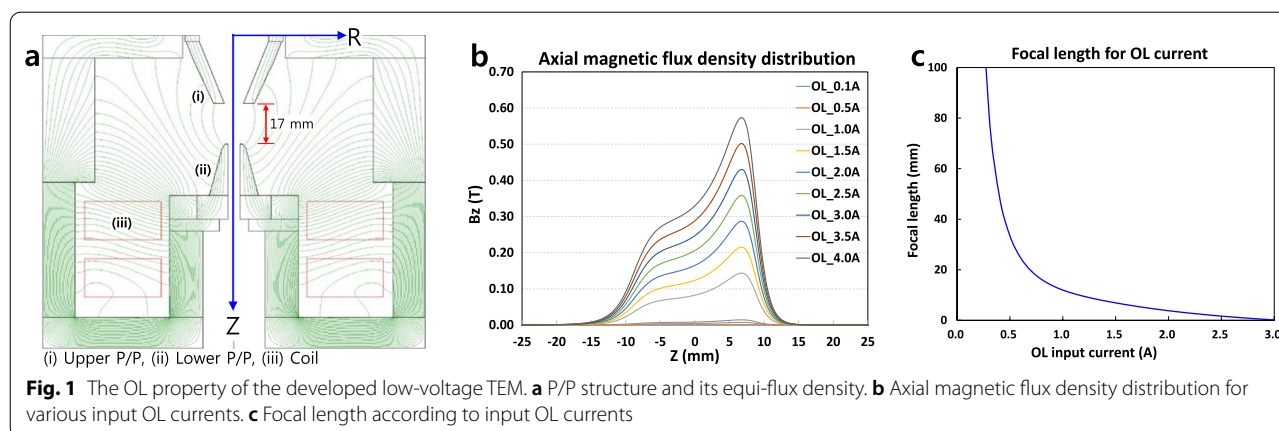 a
R
(i)
17 mm
(ii)
(iii)
Z
(i) Upper P/P, (ii) Lower P/P, (iii) Coil
b
Axial magnetic flux density distribution
Bz (T)
0.70
0.60
0.50
0.40
0.30
0.20
0.10
0.00
-25 -20 -15 -10 -5 0 5 10 15 20 25
Z (mm)
OL_0.1A
OL_0.5A
OL_1.0A
OL_1.5A
OL_2.0A
OL_2.5A
OL_3.0A
OL_3.5A
OL_4.0A
c
Focal length for OL current
Focal length (mm)
100
80
60
40
20
0
0.0 0.5 1.0 1.5 2.0 2.5 3.0
OL input current (A)
Fig. 1 The OL property of the developed low-voltage TEM. a P/P structure and its equi-flux density. b Axial magnetic flux density distribution for
various input OL currents. c Focal length according to input OL currents